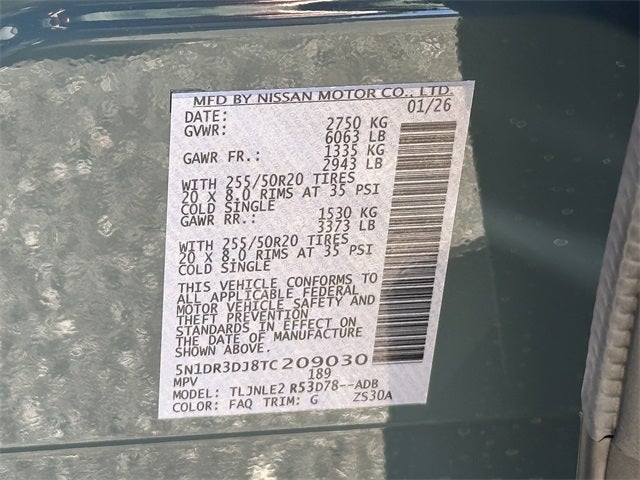 MFD BY NISSAN MOTOR CO., LTD.
DATE: 01/26
GVWR: 2750 KG
6063 LB
GAWR FR.: 1335 KG
2943 LB
WITH 255/50R20 TIRES
20 X 8.0 RIMS AT 35 PSI
COLD SINGLE
GAWR RR.: 1530 KG
3373 LB
WITH 255/50R20 TIRES
20 X 8.0 RIMS AT 35 PSI
COLD SINGLE
THIS VEHICLE CONFORMS TO
ALL APPLICABLE FEDERAL
MOTOR VEHICLE SAFETY AND
THEFT PREVENTION
STANDARDS IN EFFECT ON
THE DATE OF MANUFACTURE
SHOWN ABOVE.
5N1DR3DJ8TC209030
MPV 189
MODEL: TLJNLE2 R53D78--ADB
COLOR: FAQ TRIM: G ZS30A